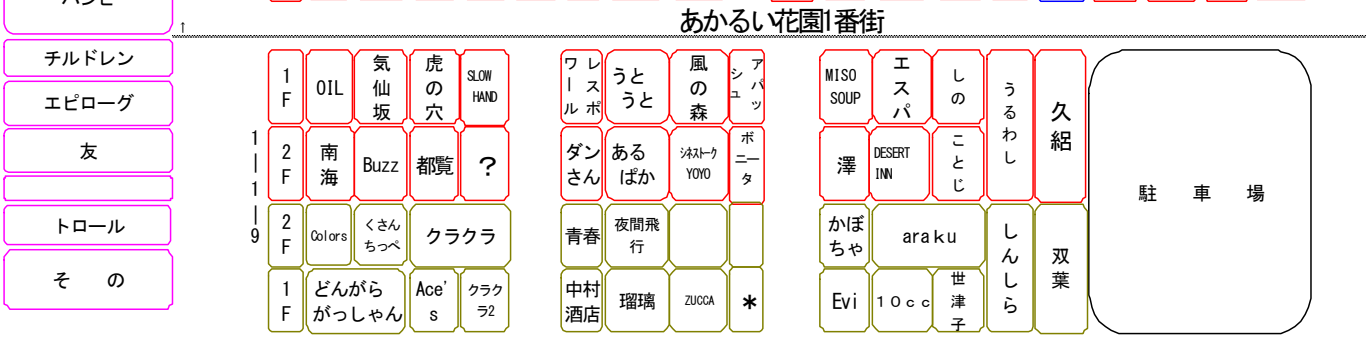 あかるい花園1番街
↑
チルドレン
エピローグ
友
トロール
その
1-1-9
1F
OIL
気仙坂
虎の穴
SLOW HAND
2F
南海
Buzz
都覧
?
2F
Colors
くさん
ちっぺ
クラクラ
1F
どんがら
がっしゃん
Ace's
クラクラ2
レスポワール
うと
うと
風の森
アパッシュ
ダンさん
ある
ぱか
シネストーク
YOYO
ボニータ
青春
夜間飛行
中村酒店
瑠璃
ZUCCA
*
MISO SOUP
エスパ
しの
うるわし
久絽
澤
DESERT INN
ことじ
かぼちゃ
araku
しんしら
双葉
Evi
10cc
世津子
駐車場